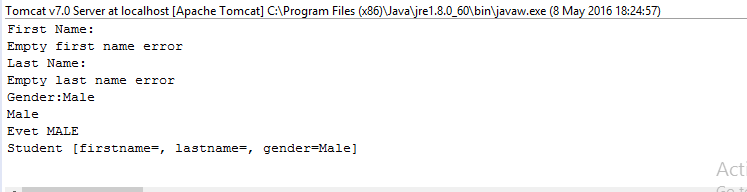 Tomcat v7.0 Server at localhost [Apache Tomcat] C:\Program Files (x86)\Java\jre1.8.0_60\bin\javaw.exe (8 May 2016 18:24:57)
First Name:
Empty first name error
Last Name:
Empty last name error
Gender:Male
Male
Evet MALE
Student [firstname=, lastname=, gender=Male]